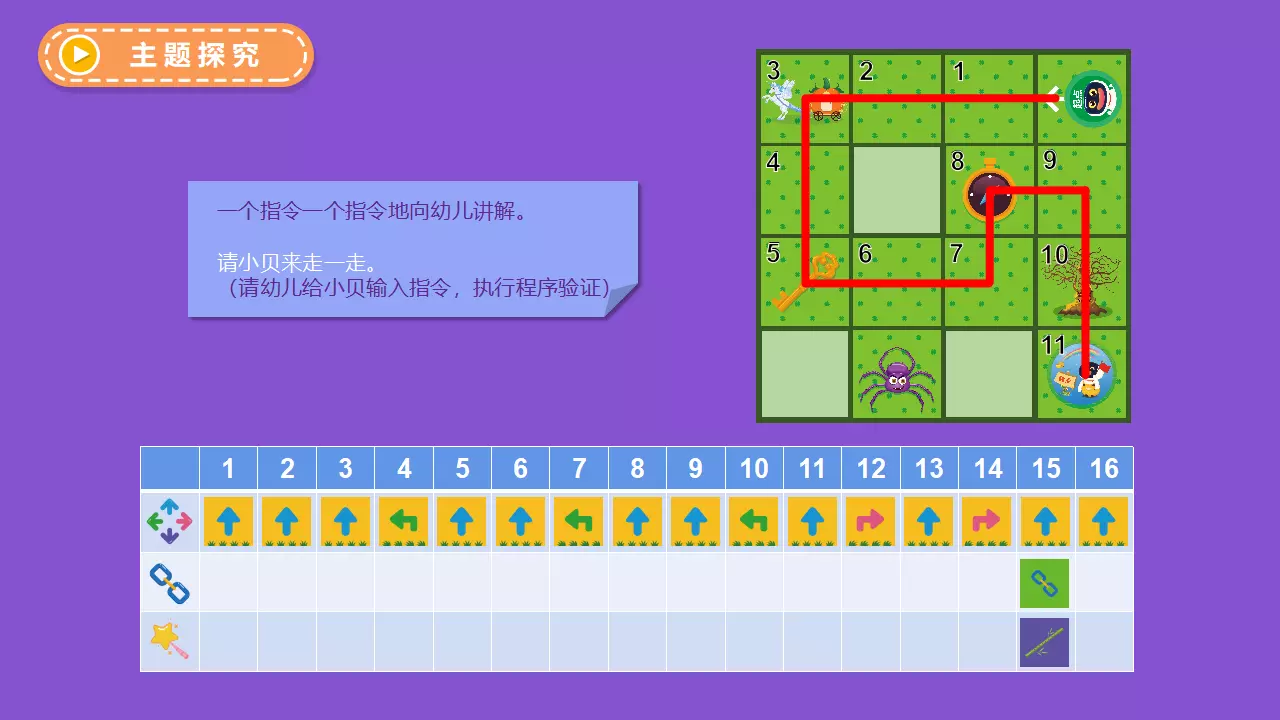 主题探究
3 2 1 起点
4 8 9
5 6 7 10
11
一个指令一个指令地向幼儿讲解。
请小贝来走一走。
（请幼儿给小贝输入指令，执行程序验证）
1 2 3 4 5 6 7 8 9 10 11 12 13 14 15 16